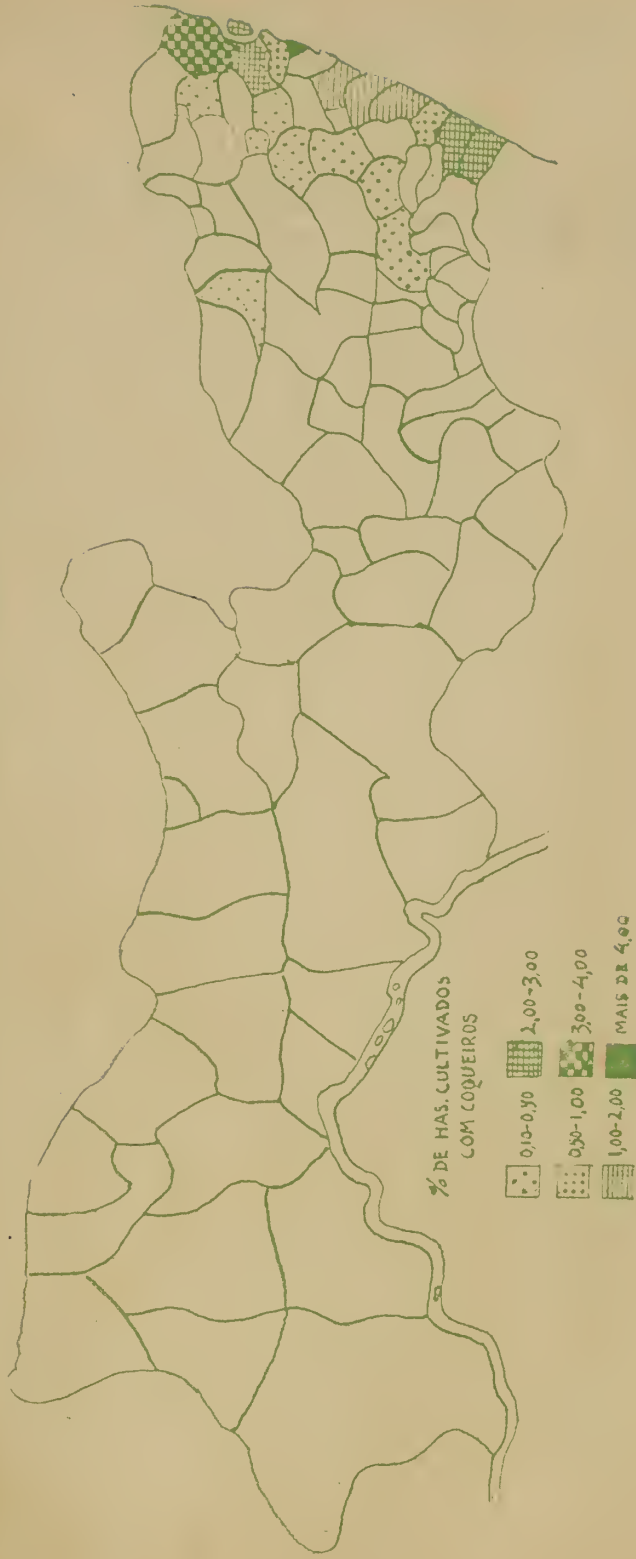 % DE HAS. CULTIVADOS
COM COQUEIROS
0,10-0,50
0,50-1,00
1,00-2,00
2,00-3,00
3,00-4,00
MAIS DE 4,00